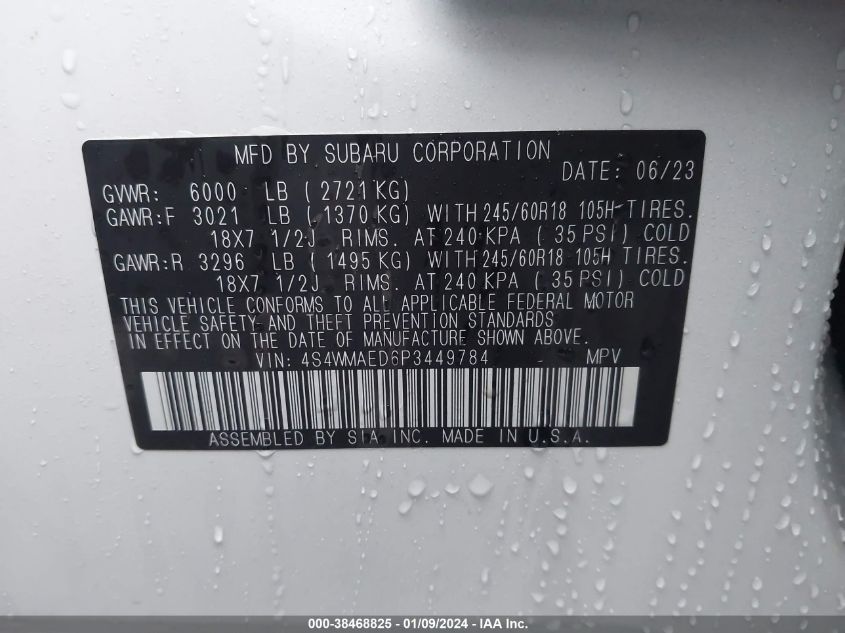 MFD BY SUBARU CORPORATION
DATE: 06/23
GVWR: 6000 LB ( 2721 KG)
GAWR:F 3021 LB ( 1370 KG) WITH 245/60R18 105H TIRES.
18X7 1/2J RIMS. AT 240 KPA ( 35 PSI) COLD
GAWR:R 3296 LB ( 1495 KG) WITH 245/60R18 105H TIRES.
18X7 1/2J RIMS. AT 240 KPA ( 35 PSI) COLD
THIS VEHICLE CONFORMS TO ALL APPLICABLE FEDERAL MOTOR
VEHICLE SAFETY AND THEFT PREVENTION STANDARDS
IN EFFECT ON THE DATE OF MANUFACTURE SHOWN ABOVE.
VIN: 4S4WMAED6P3449784 MPV
ASSEMBLED BY SIA INC. MADE IN U.S.A.
000-38468825 | 01/09/2024 - IAA Inc.